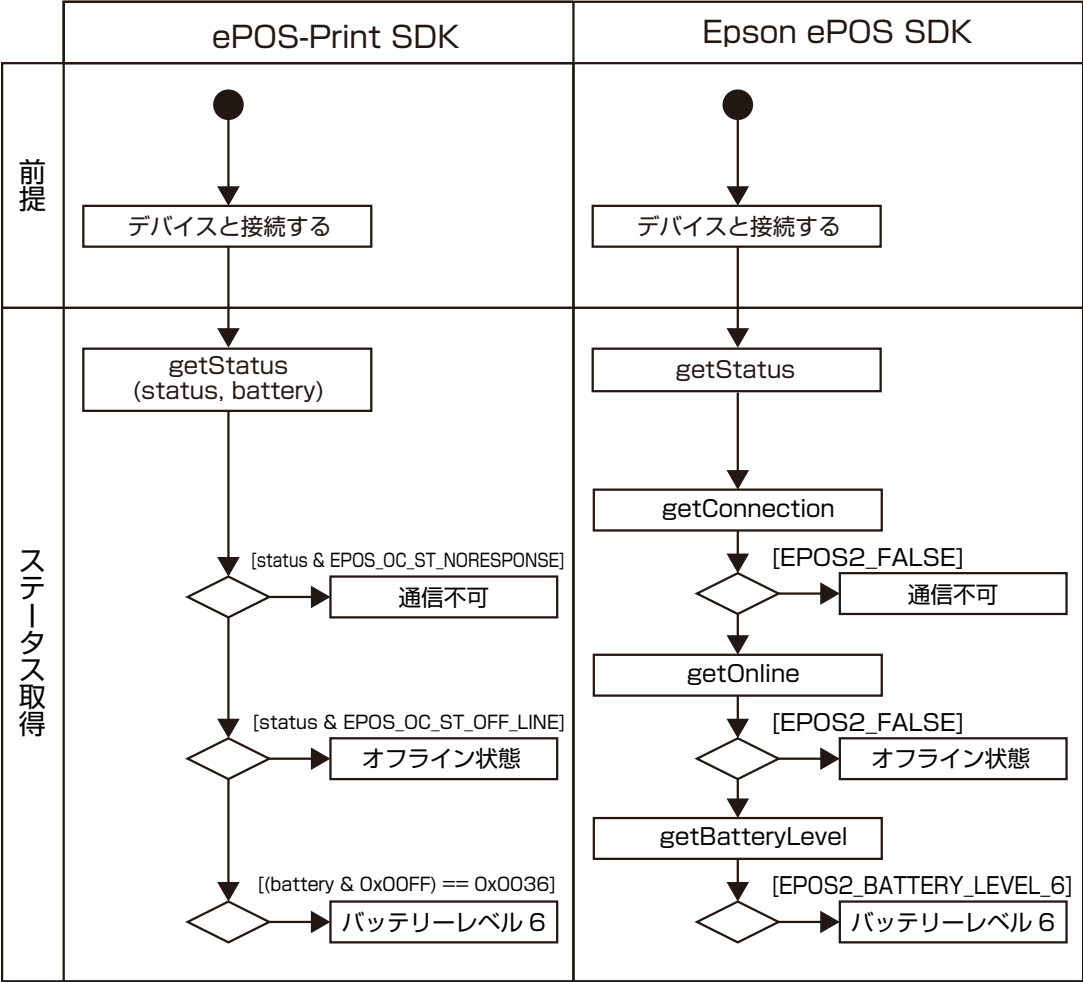 ePOS-Print SDK
Epson ePOS SDK
前提
デバイスと接続する
デバイスと接続する
ステータス取得
getStatus
(status, battery)
[status & EPOS_OC_ST_NORESPONSE]
通信不可
[status & EPOS_OC_ST_OFF_LINE]
オフライン状態
[(battery & 0x00FF) == 0x0036]
バッテリーレベル 6
getStatus
getConnection
[EPOS2_FALSE]
通信不可
getOnline
[EPOS2_FALSE]
オフライン状態
getBatteryLevel
[EPOS2_BATTERY_LEVEL_6]
バッテリーレベル 6